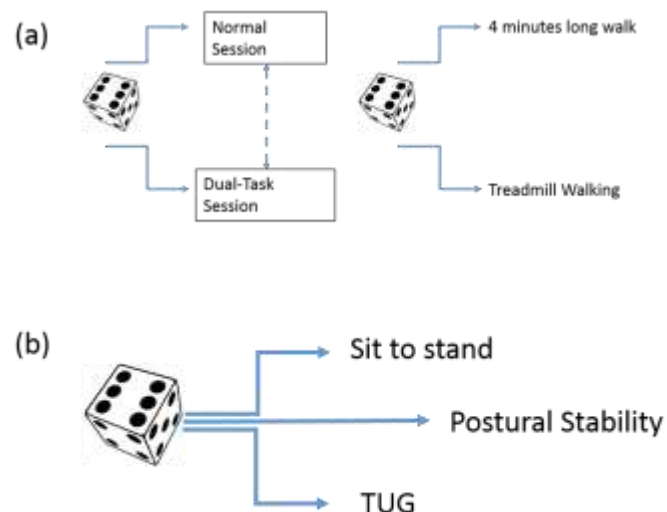 (a)
Normal
Session
4 minutes long walk
Dual-Task
Session
Treadmill Walking
(b)
Sit to stand
Postural Stability
TUG